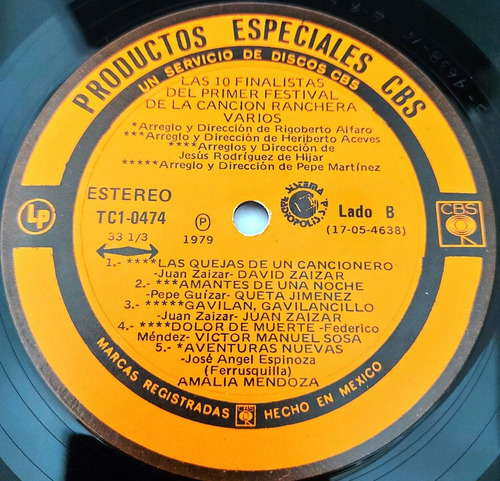 PRODUCTOS ESPECIALES CBS
UN SERVICIO DE DISCOS CBS
LAS 10 FINALISTAS
DEL PRIMER FESTIVAL
DE LA CANCION RANCHERA
VARIOS
*Arreglo y Dirección de Rigoberto Alfaro
***Arreglo y Dirección de Heriberto Aceves
****Arreglos y Dirección de
Jesús Rodríguez de Hijar
*****Arreglo y Dirección de Pepe Martínez
LP
ESTEREO
TC1-0474
33 1/3
P
1979
SISTEMA
RADIOPOLIS
Lado B
(17-05-4638)
CBS
1.- ****LAS QUEJAS DE UN CANCIONERO
-Juan Zaizar- DAVID ZAIZAR
2.- ***AMANTES DE UNA NOCHE
-Pepe Guízar- QUETA JIMENEZ
3.- *****GAVILAN, GAVILANCILLO
-Juan Zaizar- JUAN ZAIZAR
4.- ****DOLOR DE MUERTE -Federico
Méndez- VICTOR MANUEL SOSA
5.- *AVENTURAS NUEVAS
-José Angel Espinoza
(Ferrusquilla)
AMALIA MENDOZA
MARCAS REGISTRADAS
HECHO EN MEXICO